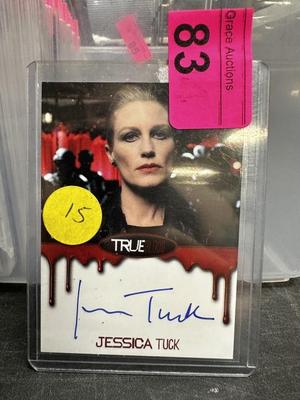 Grace Auctions
83
15
TRUE
Jessica Tuck
JESSICA TUCK